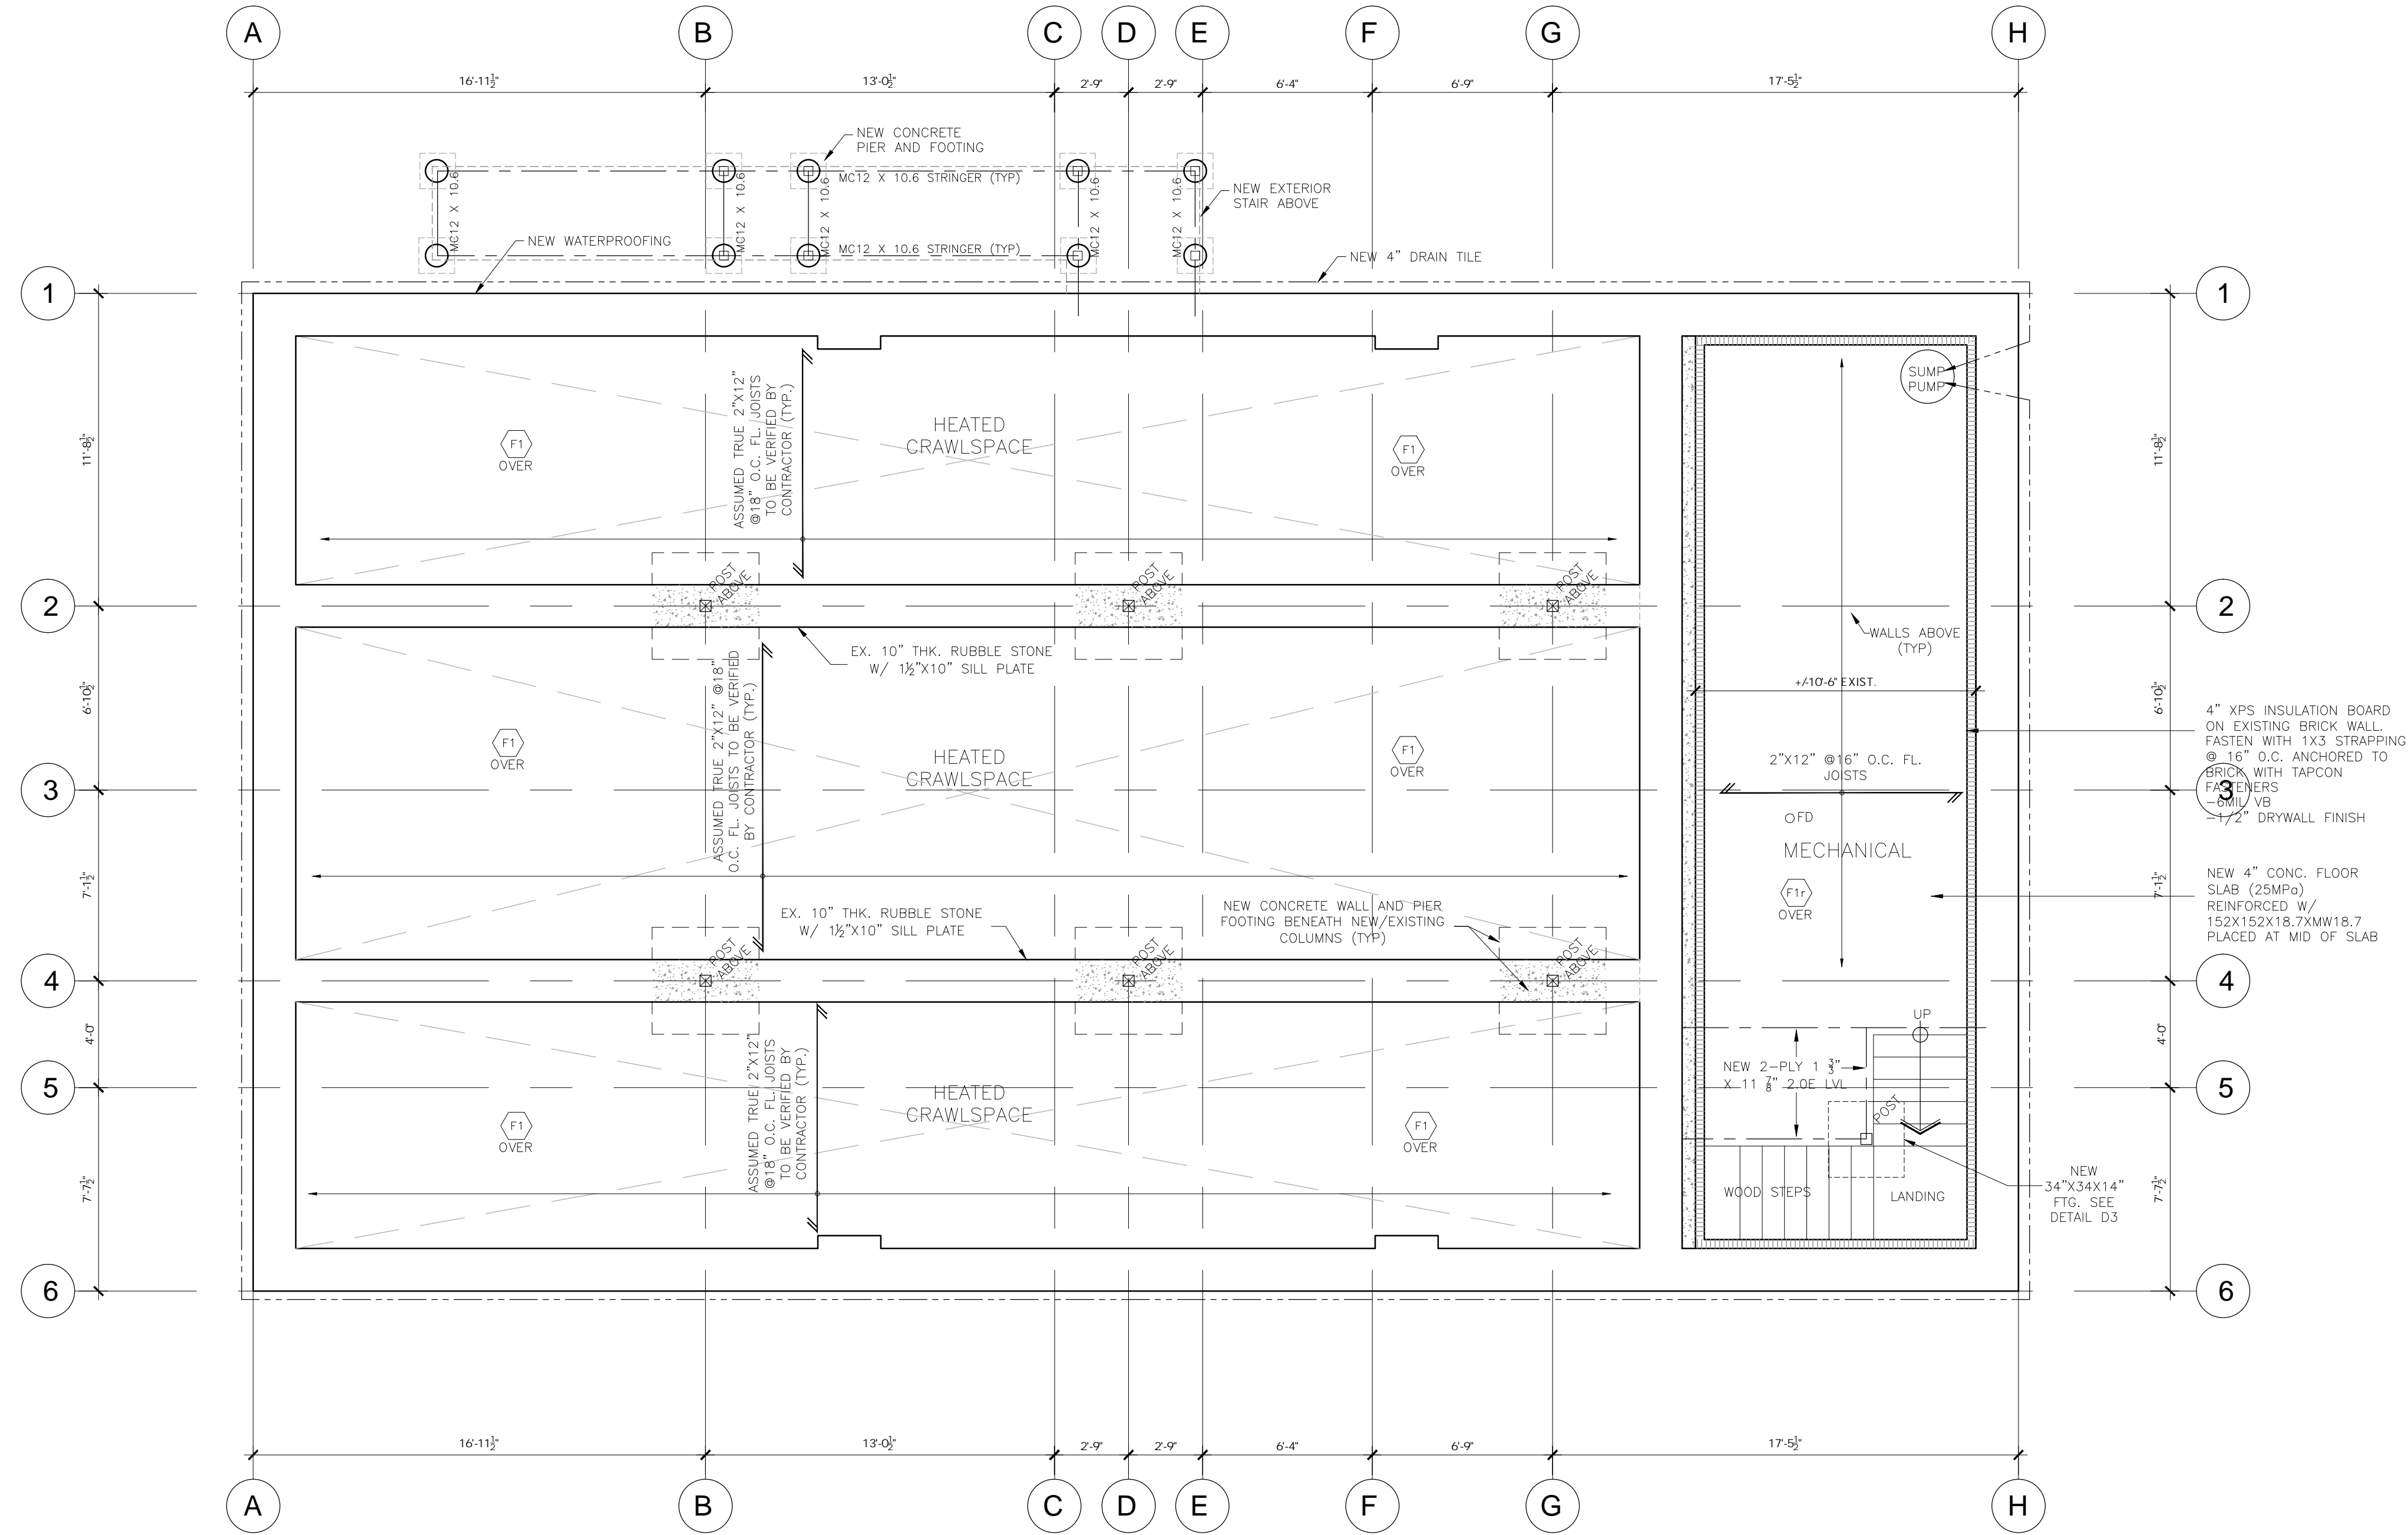 A
B
C
D
E
F
G
H
16'-11½"
13'-0½"
2'-9"
2'-9"
6'-4"
6'-9"
17'-5½"
NEW CONCRETE
PIER AND FOOTING
MC12 X 10.6 STRINGER (TYP)
MC12 X 10.6
MC12 X 10.6
MC12 X 10.6
MC12 X 10.6
MC12 X 10.6
NEW EXTERIOR
STAIR ABOVE
NEW WATERPROOFING
MC12 X 10.6 STRINGER (TYP)
NEW 4" DRAIN TILE
1
1
11'-8½"
11'-8½"
SUMP
PUMP
ASSUMED TRUE 2"X12"
@18" O.C. FL. JOISTS
TO BE VERIFIED BY
CONTRACTOR (TYP.)
HEATED
CRAWLSPACE
F1
OVER
F1
OVER
POST
ABOVE
POST
ABOVE
POST
ABOVE
2
2
WALLS ABOVE
(TYP)
EX. 10" THK. RUBBLE STONE
W/ 1½"X10" SILL PLATE
6'-10½"
6'-10½"
+/-10'-6" EXIST.
ASSUMED TRUE 2"X12" @18"
O.C. FL. JOISTS TO BE VERIFIED
BY CONTRACTOR (TYP.)
F1
OVER
HEATED
CRAWLSPACE
F1
OVER
2"X12" @16" O.C. FL.
JOISTS
4" XPS INSULATION BOARD
ON EXISTING BRICK WALL.
FASTEN WITH 1X3 STRAPPING
@ 16" O.C. ANCHORED TO
BRICK WITH TAPCON
FASTENERS
-6MIL VB
-1/2" DRYWALL FINISH
3
3
FD
MECHANICAL
F1r
OVER
7'-1½"
7'-1½"
NEW 4" CONC. FLOOR
SLAB (25MPa)
REINFORCED W/
152X152X18.7XMW18.7
PLACED AT MID OF SLAB
EX. 10" THK. RUBBLE STONE
W/ 1½"X10" SILL PLATE
NEW CONCRETE WALL AND PIER
FOOTING BENEATH NEW/EXISTING
COLUMNS (TYP)
POST
ABOVE
POST
ABOVE
POST
ABOVE
4
4
4'-0"
4'-0"
UP
NEW 2-PLY 1 ¾"
X 11 ⅞" 2.0E LVL
5
5
ASSUMED TRUE 2"X12"
@18" O.C. FL. JOISTS
TO BE VERIFIED BY
CONTRACTOR (TYP.)
HEATED
CRAWLSPACE
F1
OVER
F1
OVER
POST
7'-7½"
7'-7½"
WOOD STEPS
LANDING
NEW
34"X34X14"
FTG. SEE
DETAIL D3
6
6
16'-11½"
13'-0½"
2'-9"
2'-9"
6'-4"
6'-9"
17'-5½"
A
B
C
D
E
F
G
H